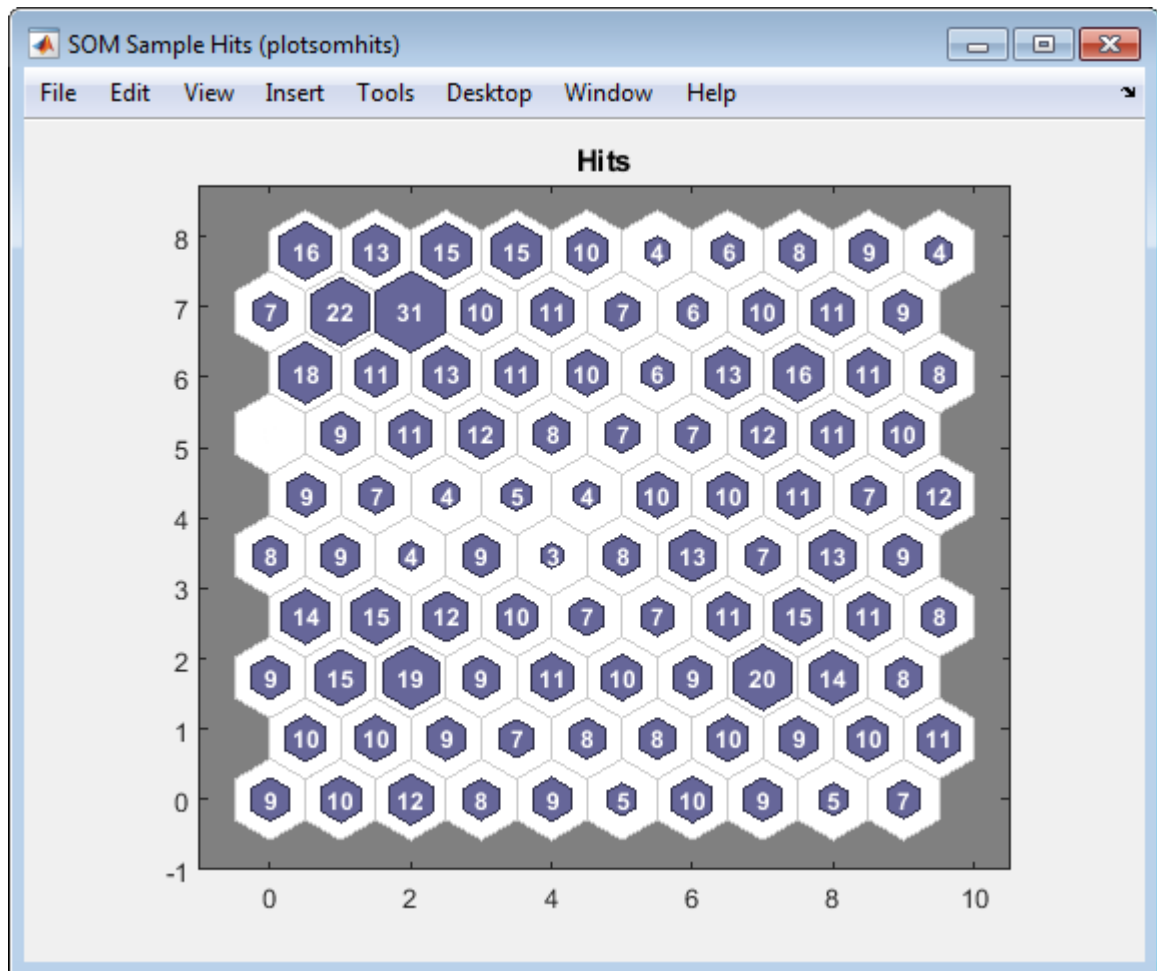 SOM Sample Hits (plotsomhits)
File Edit View Insert Tools Desktop Window Help
Hits
8 16 13 15 15 10 4 6 8 9 4
7 7 22 31 10 11 7 6 10 11 9
6 18 11 13 11 10 6 13 16 11 8
5 9 11 12 8 7 7 12 11 10
4 9 7 4 5 4 10 10 11 7 12
3 8 9 4 9 3 8 13 7 13 9
2 14 15 12 10 7 7 11 15 11 8
1 9 15 19 9 11 10 9 20 14 8
0 10 10 9 7 8 8 10 9 10 11
-1 9 10 12 8 9 5 10 9 5 7
0 2 4 6 8 10